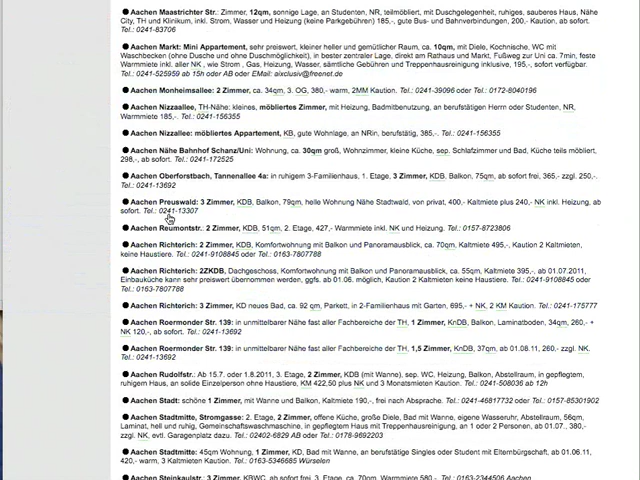 ● Aachen Maastrichter Str.: Zimmer, 12qm, sonnige Lage, an Studenten, NR, teilmöbliert, mit Duschgelegenheit, ruhiges, sauberes Haus, Nähe
City, TH und Klinikum, inkl. Strom, Wasser und Heizung (keine Parkgebühren) 185,-, gute Bus- und Bahnverbindungen, 200,- Kaution, ab sofort.
Tel.: 0241-83706
● Aachen Markt: Mini Appartement, sehr preiswert, kleiner heller und gemütlicher Raum, ca. 10qm, mit Diele, Kochnische, WC mit
Waschbecken (ohne Dusche und ohne Duschmöglichkeit), in bester zentraler Lage, direkt am Rathaus und Markt, Fußweg zur Uni ca. 7min, feste
Warmmiete inkl. aller NK , wie Strom , Gas, Heizung, Wasser, sämtliche Gebühren und Treppenhausreinigung inklusive, 195,-, sofort verfügbar.
Tel.: 0241-525959 ab 15h oder AB oder EMail: aixclusiv@freenet.de
● Aachen Monheimsallee: 2 Zimmer, ca. 34qm, 3. OG, 380,- warm, 2MM Kaution. Tel.: 0241-39096 oder Tel.: 0172-8040196
● Aachen Nizzaallee, TH-Nähe: kleines, möbliertes Zimmer, mit Heizung, Badmitbenutzung, an berufstätigen Herrn oder Studenten, NR,
Warmmiete 185,-. Tel.: 0241-156355
● Aachen Nizzallee: möbliertes Appartement, KB, gute Wohnlage, an NRin, berufstätig, 385,-. Tel.: 0241-156355
● Aachen Nähe Bahnhof Schanz/Uni: Wohnung, ca. 30qm groß, Wohnzimmer, kleine Küche, sep. Schlafzimmer und Bad, Küche teils möbliert,
298,-, ab sofort. Tel.: 0241-172525
● Aachen Oberforstbach, Tannenallee 4a: in ruhigem 3-Familienhaus, 1. Etage, 3 Zimmer, KDB, Balkon, 75qm, ab sofort, 365,- zzgl. 250,-.
Tel.: 0241-13692
● Aachen Preuswald: 3 Zimmer, KDB, Balkon, 79qm, helle Wohnung Nähe Stadwald, von privat, 400,- Kaltmiete plus 240,- NK inkl. Heizung, ab
sofort. Tel.: 0241-13307
● Aachen Reumontstr.: 2 Zimmer, KDB, 51qm, 2. Etage, 427,- Warmmiete inkl. NK und Heizung. Tel.: 0157-8723806
● Aachen Richterich: 2 Zimmer, KDB, Komfortwohnung mit Balkon und Panoramausblick, ca. 70qm, Kaltmiete 495,-, Kaution 2 Kaltmieten,
keine Haustiere. Tel.: 0241-9108845 oder Tel.: 0163-7807788
● Aachen Richterich: 2ZKDB, Dachgeschoss, Komfortwohnung mit Balkon und Panoramausblick, ca. 55qm, Kaltmiete 395,-, ab 01.07.2011,
Einbauküche kann sehr preiswert übernommen werden, ggfs. ab 01.06. möglich, Kaution 2 Kaltmieten keine Haustiere. Tel.: 0241-9108845 oder
Tel.: 0163-7807788
● Aachen Richterich: 3 Zimmer, KD neues Bad, ca. 92 qm, Parkett, in 2-Familienhaus mit Garten, 695,- + NK, 2 KM Kaution. Tel.: 0241-175777
● Aachen Roermonder Str. 139: in unmittelbarer Nähe fast aller Fachbereiche der TH, 1 Zimmer, KnDB, Balkon, Laminatboden, 34qm, 260,- +
NK 120,-, ab sofort. Tel.: 0241-13692
● Aachen Roermonder Str. 139: in unmittelbarer Nähe fast aller Fachbereiche der TH, 1,5 Zimmer, KnDB, 37qm, ab 01.08.11, 260,- zzgl. NK.
Tel.: 0241-13692
● Aachen Rudolfstr.: Ab 15.7. oder 1.8.2011, 3. Etage, 2 Zimmer, KDB (mit Wanne), sep. WC, Heizung, Balkon, Abstellraum, in gepflegtem,
ruhigem Haus, an solide Einzelperson ohne Haustiere, KM 422,50 plus NK und 3 Monatsmieten Kaution. Tel.: 0241-508036 ab 12h
● Aachen Stadt: schöne 1 Zimmer, mit Wanne und Balkon, Kaltmiete 190,-, frei nach Absprache. Tel.: 0241-46817732 oder 0157-85301902
● Aachen Stadtmitte, Stromgasse: 2. Etage, 2 Zimmer, offene Küche, große Diele, Bad mit Wanne, eigene Wasseruhr, Abstellraum, 56qm,
Laminat, hell und ruhig, Gemeinschaftswaschmaschinen, in gepflegtem Haus mit Treppenhausreinigung, an 1 oder 2 Personen, ab 01.07., 380,-
zzgl. NK, evtl. Garagenplatz dazu. Tel.: 02402-6829 AB oder Tel.: 0178-9692203
● Aachen Stadtmitte: 45qm Wohnung, 1 Zimmer, KD, Bad mit Wanne, an berufstätige Singles oder Student mit Elternbürgschaft, ab 01.06.11,
420,- warm, 3 Kaltmieten Kaution. Tel.: 0163-5346685 Würselen
● Aachen Steinkaulstr.: 3 Zimmer, KBWC, ab sofort frei, 3. Etage, ca. 70qm, Warmmiete 580,-. Tel.: 0163-2344506 Aachen